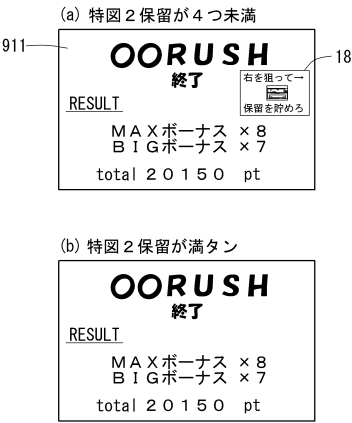 (a) 特図２保留が４つ未満
911
18
OORUSH
終了
右を狙って→
保留を貯めろ
RESULT
ＭＡＸボーナス ×８
ＢＩＧボーナス ×７
total ２０１５０ pt
(b) 特図２保留が満タン
OORUSH
終了
RESULT
ＭＡＸボーナス ×８
ＢＩＧボーナス ×７
total ２０１５０ pt